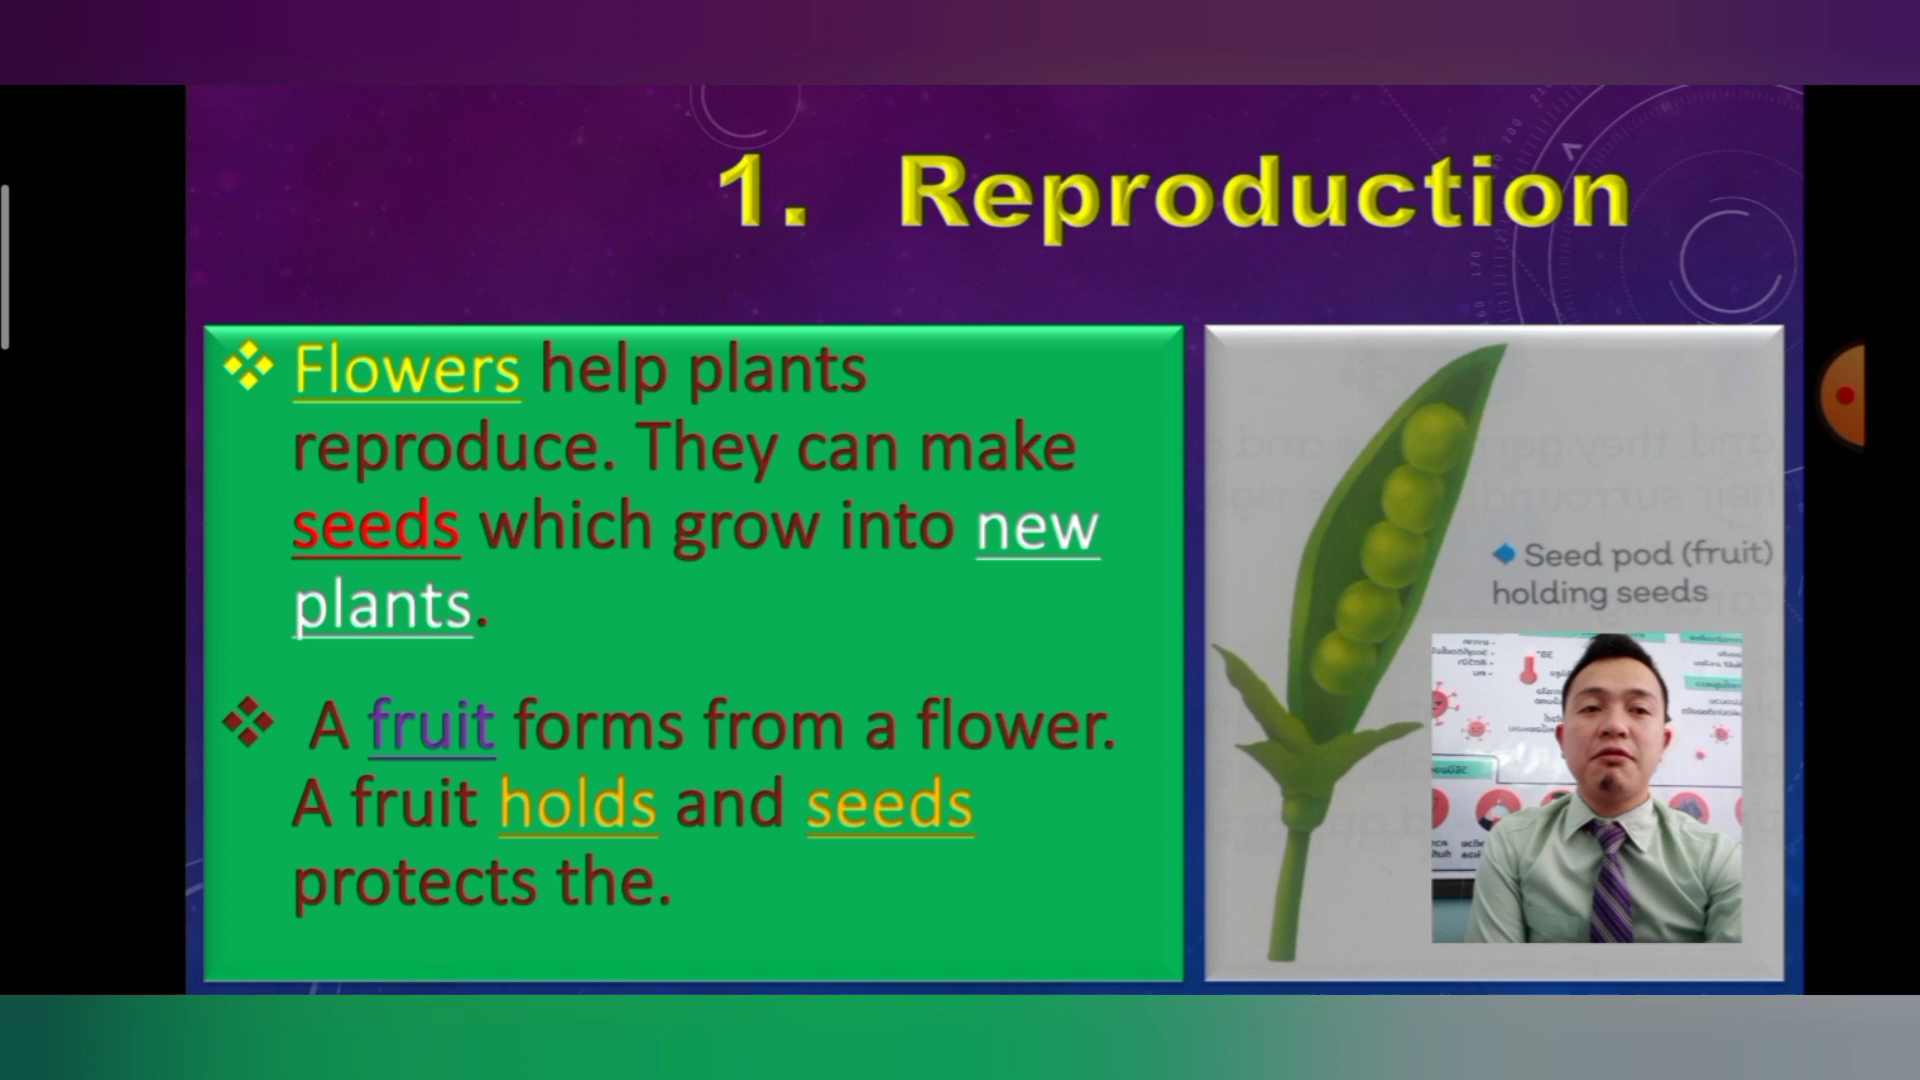 1. Reproduction
❖ Flowers help plants
reproduce. They can make
seeds which grow into new
plants.
❖ A fruit forms from a flower.
A fruit holds and seeds
protects the.
Seed pod (fruit)
holding seeds